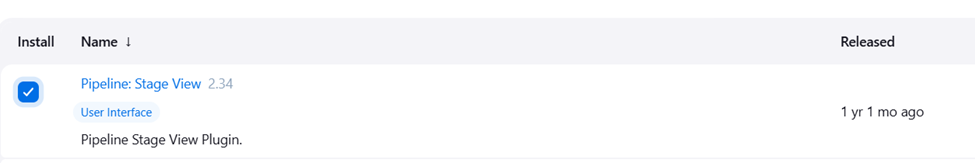 Install Name ↓ Released
Pipeline: Stage View 2.34
User Interface
1 yr 1 mo ago
Pipeline Stage View Plugin.